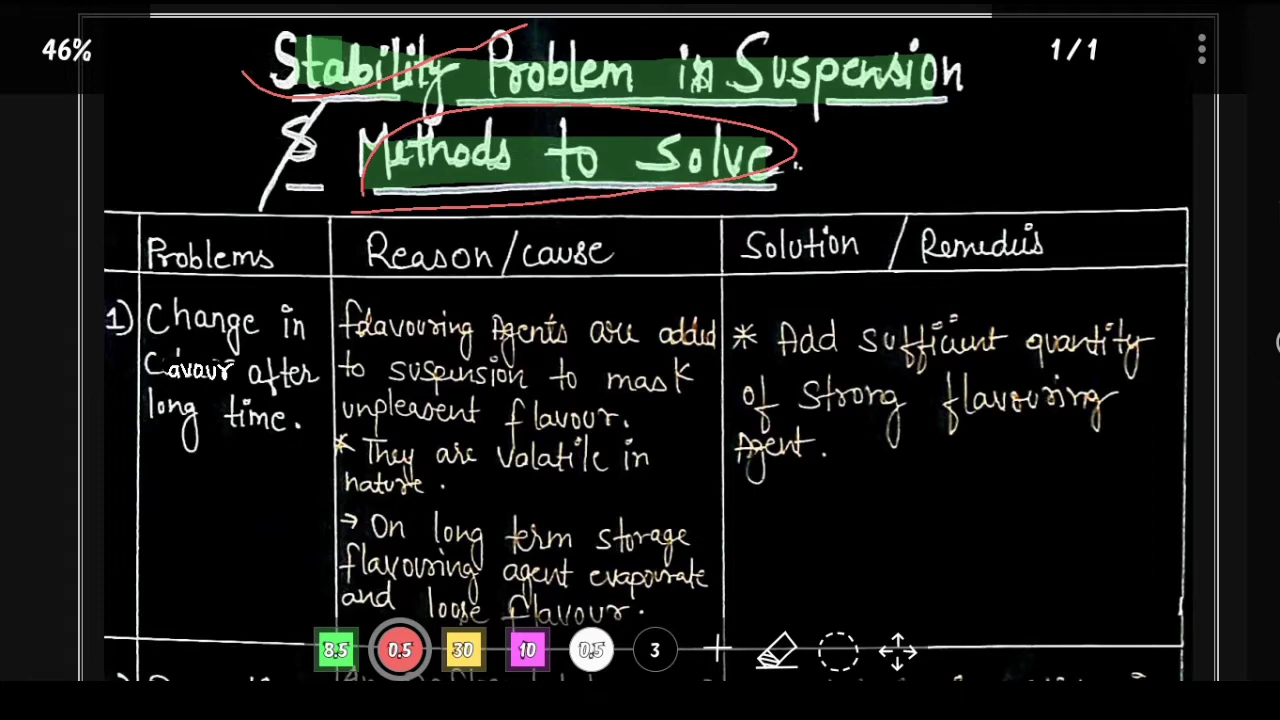 46%
1/1
Stability Problem in Suspension
& Methods to Solve
Problems
Reason/cause
Solution / Remedies
1) Change in
after
long time.
flavouring Agents are added
to suspension to mask
unpleasent flavour.
* They are Valatile in
nature.
→ On long term storage
flavouring agent evapourate
and loose flavour.
* Add sufficient quantity
of Strong flavouring
Agent.
8.5
0.5
30
10
0.5
3